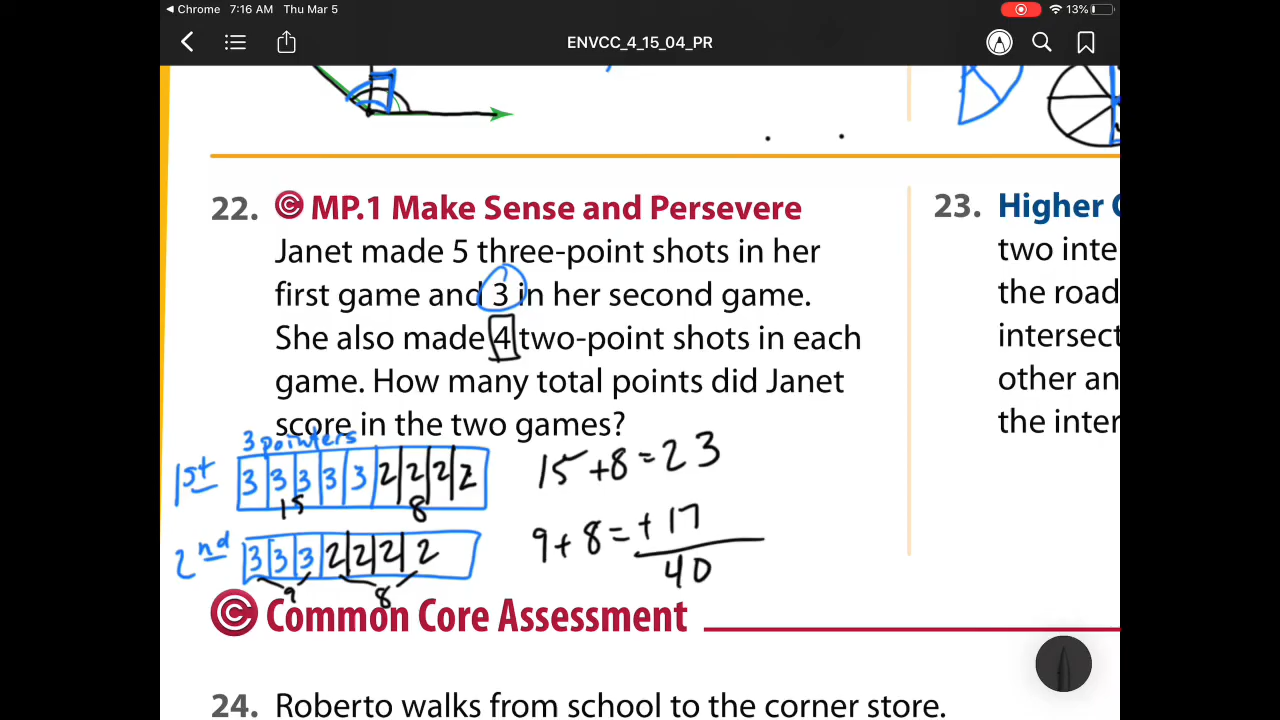 Chrome 7:16 AM Thu Mar 5 13%
ENVCC_4_15_04_PR
22. © MP.1 Make Sense and Persevere
Janet made 5 three-point shots in her
first game and 3 in her second game.
She also made 4 two-point shots in each
game. How many total points did Janet
score in the two games?
23. Higher
two inte
the road
intersect
other an
the inter
3 pointers
1st 3 3 3 3 3 2 2 2 2
15 8
15+8=23
2nd 3 3 3 2 2 2 2
9 8
9+8=+17
40
© Common Core Assessment
24. Roberto walks from school to the corner store.